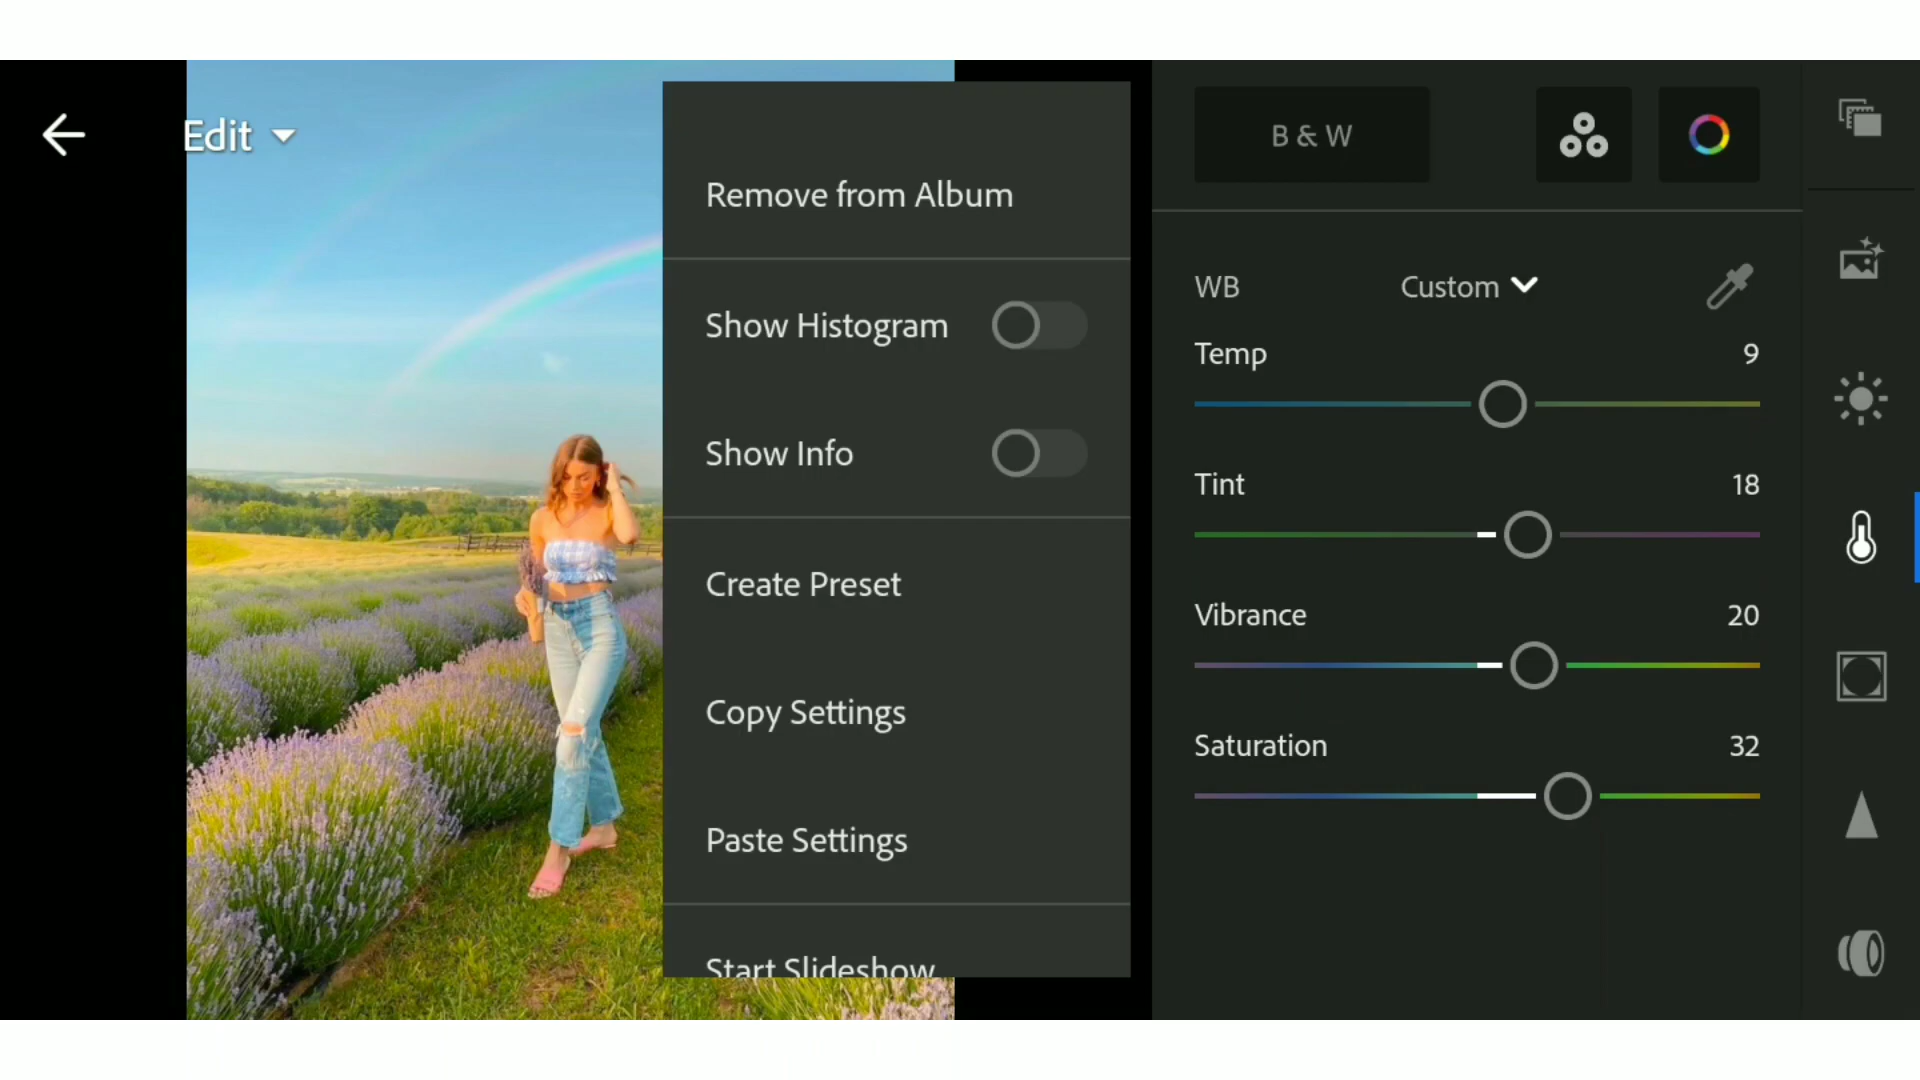 Edit
Remove from Album
Show Histogram
Show Info
Create Preset
Copy Settings
Paste Settings
Start Slideshow
B & W
WB Custom
Temp 9
Tint 18
Vibrance 20
Saturation 32